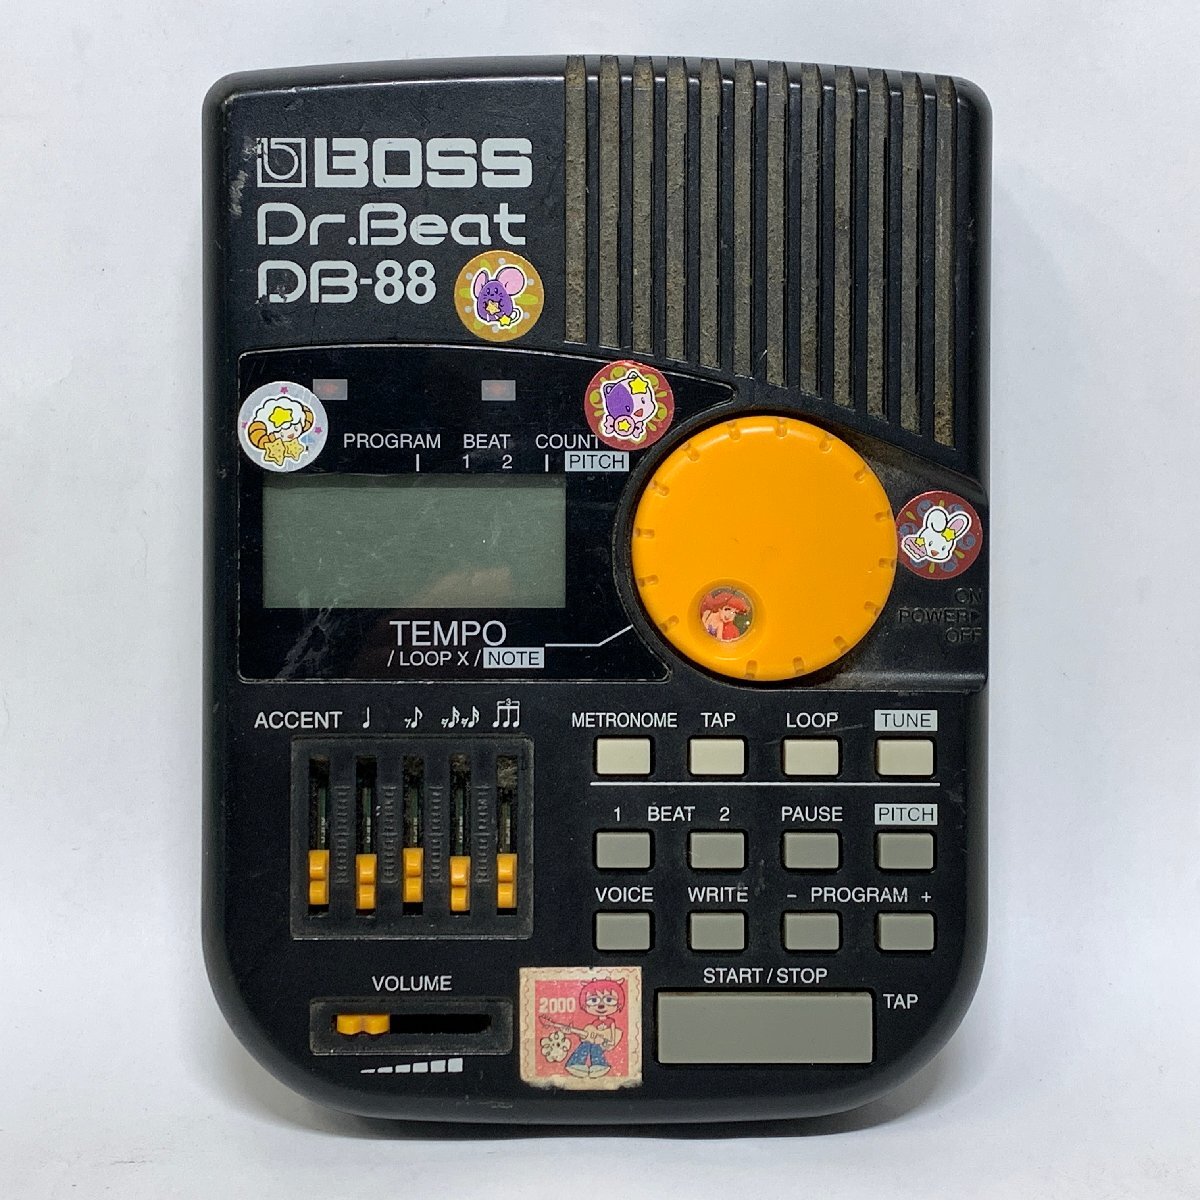 BOSS
Dr.Beat
DB-88
PROGRAM BEAT COUNT
1 2 PITCH
ON
POWER
OFF
TEMPO
/ LOOP X / NOTE
ACCENT
3
METRONOME TAP LOOP TUNE
1 BEAT 2 PAUSE PITCH
VOICE WRITE - PROGRAM +
VOLUME
START / STOP
TAP
2000